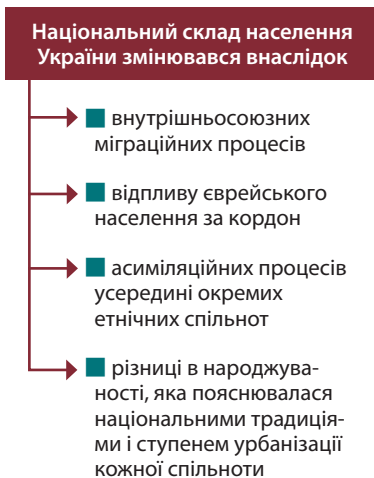 Національний склад населення
України змінювався внаслідок
внутрішньосоюзних
міграційних процесів
відпливу єврейського
населення за кордон
асиміляційних процесів
усередині окремих
етнічних спільнот
різниці в народжува-
ності, яка пояснювалася
національними традиція-
ми і ступенем урбанізації
кожної спільноти